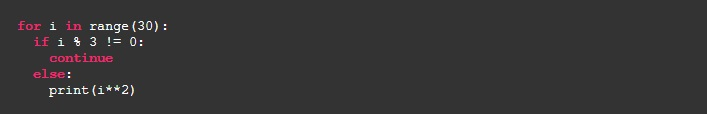 for i in range(30):
  if i % 3 != 0:
    continue
  else:
    print(i**2)